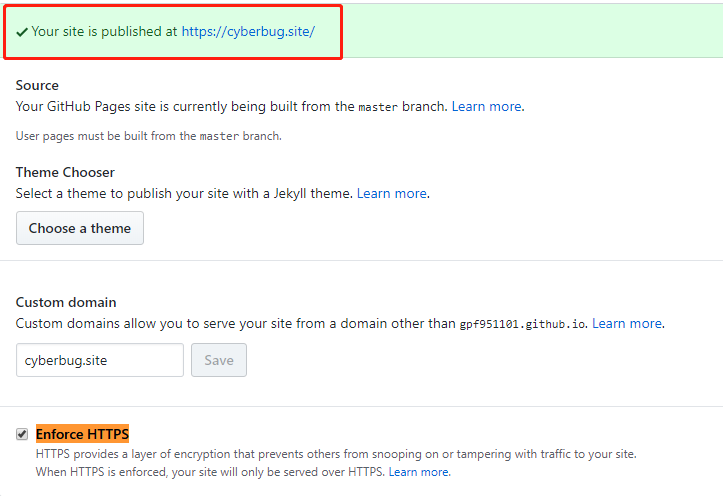 Your site is published at https://cyberbug.site/
Source
Your GitHub Pages site is currently being built from the master branch. Learn more.
User pages must be built from the master branch.
Theme Chooser
Select a theme to publish your site with a Jekyll theme. Learn more.
Choose a theme
Custom domain
Custom domains allow you to serve your site from a domain other than gpf951101.github.io. Learn more.
cyberbug.site Save
Enforce HTTPS
HTTPS provides a layer of encryption that prevents others from snooping on or tampering with traffic to your site.
When HTTPS is enforced, your site will only be served over HTTPS. Learn more.